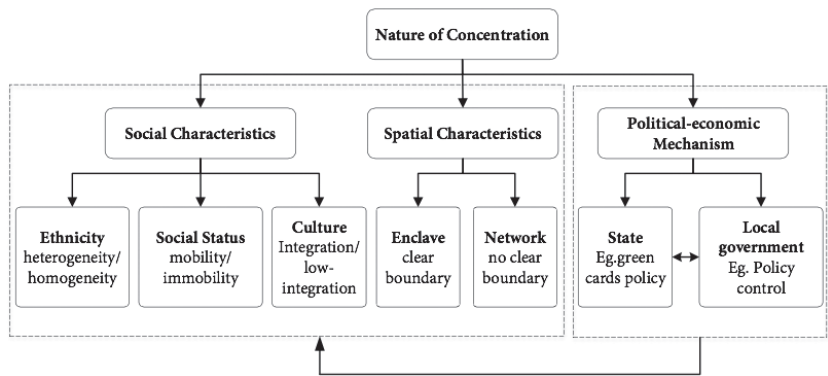 Nature of Concentration
Social Characteristics
Spatial Characteristics
Political-economic
Mechanism
Ethnicity
heterogeneity/
homogeneity
Social Status
mobility/
immobility
Culture
Integration/
low-
integration
Enclave
clear
boundary
Network
no clear
boundary
State
Eg.green
cards policy
Local
government
Eg. Policy
control